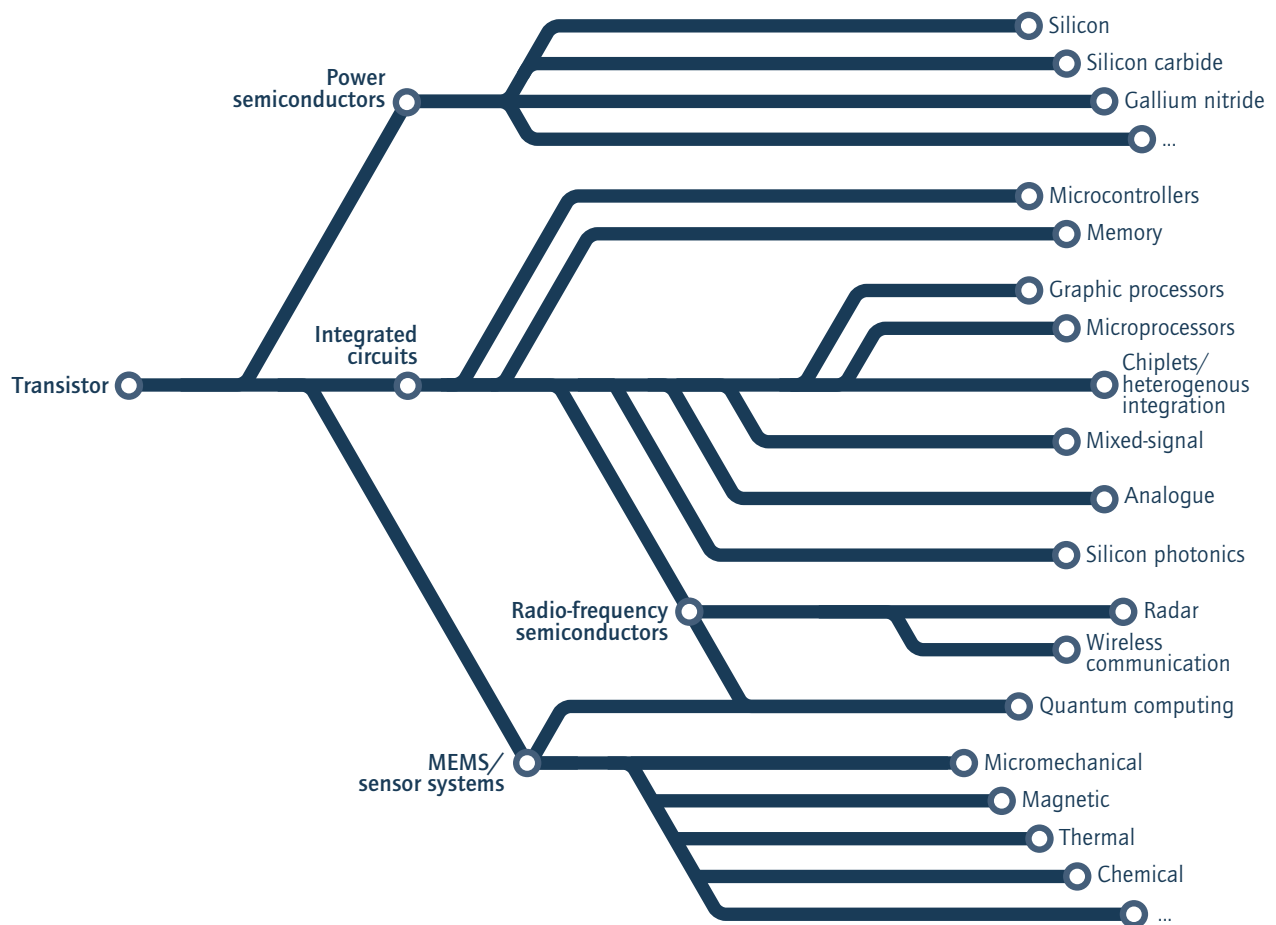 Silicon
Silicon carbide
Gallium nitride
...
Power
semiconductors
Microcontrollers
Memory
Graphic processors
Microprocessors
Integrated
circuits
Transistor
Chiplets/
heterogenous
integration
Mixed-signal
Analogue
Silicon photonics
Radio-frequency
semiconductors
Radar
Wireless
communication
Quantum computing
MEMS/
sensor systems
Micromechanical
Magnetic
Thermal
Chemical
...